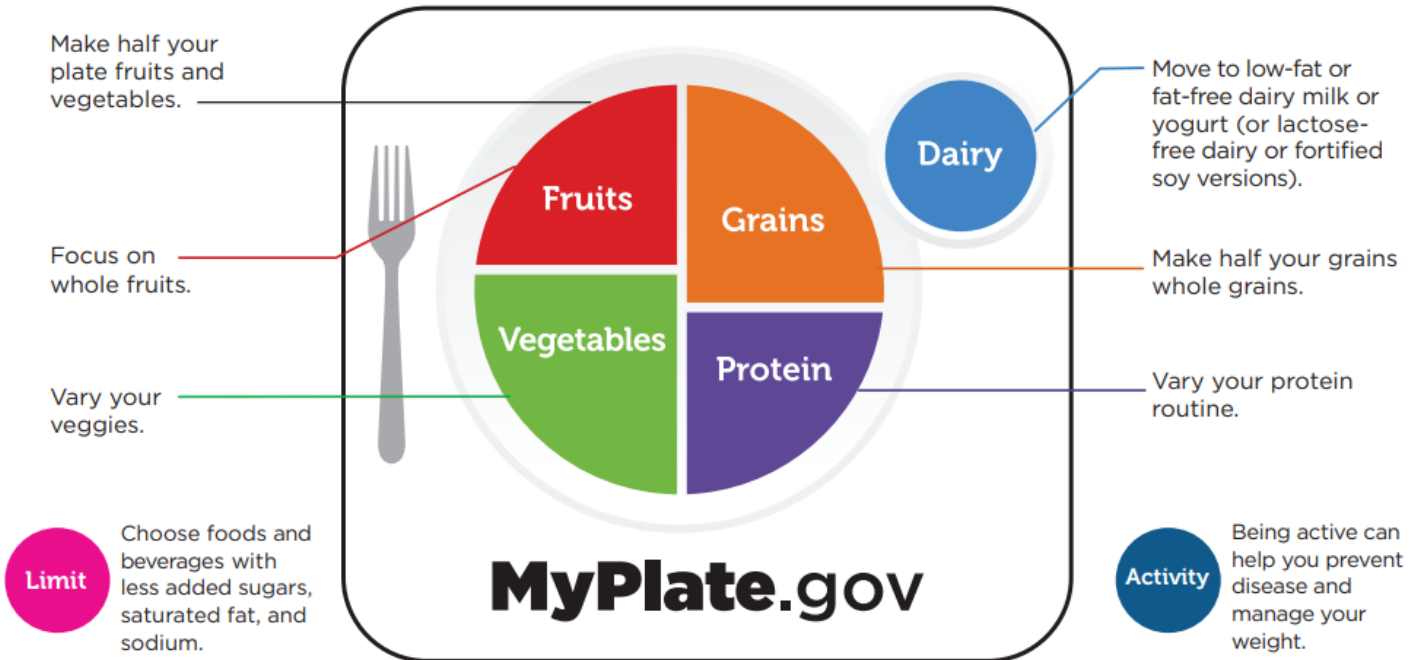 Make half your
plate fruits and
vegetables.
Focus on
whole fruits.
Vary your
veggies.
Fruits
Vegetables
Grains
Protein
Dairy
Move to low-fat or
fat-free dairy milk or
yogurt (or lactose-
free dairy or fortified
soy versions).
Make half your grains
whole grains.
Vary your protein
routine.
Limit
Choose foods and
beverages with
less added sugars,
saturated fat, and
sodium.
MyPlate.gov
Activity
Being active can
help you prevent
disease and
manage your
weight.